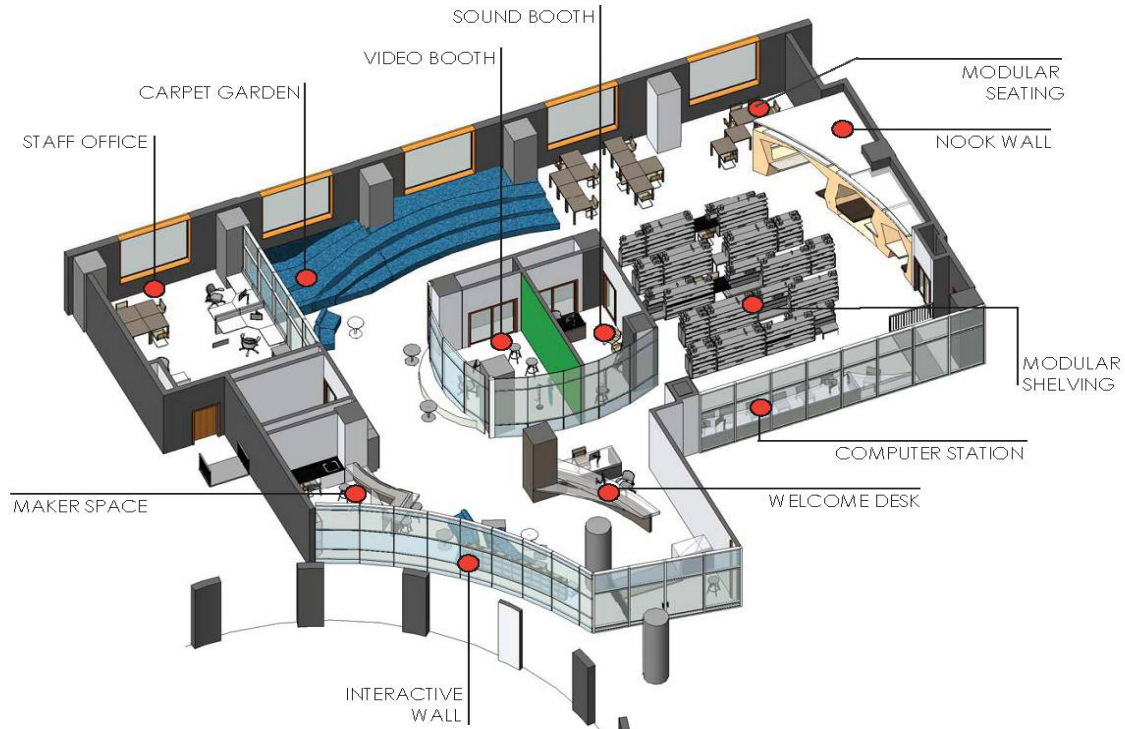 SOUND BOOTH
VIDEO BOOTH
CARPET GARDEN
STAFF OFFICE
MODULAR
SEATING
NOOK WALL
MODULAR
SHELVING
COMPUTER STATION
WELCOME DESK
MAKER SPACE
INTERACTIVE
WALL